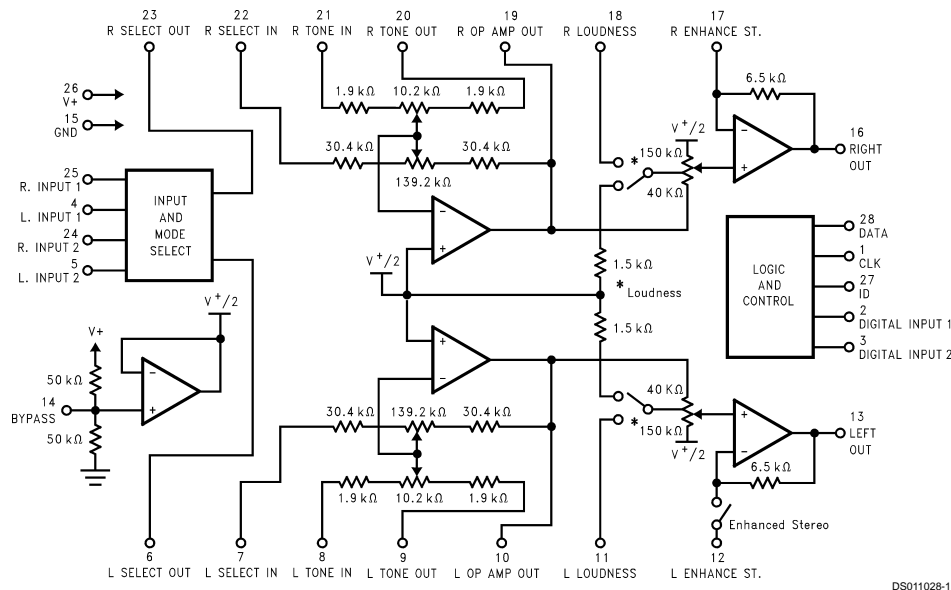 23
R SELECT OUT
22
R SELECT IN
21
R TONE IN
20
R TONE OUT
19
R OP AMP OUT
18
R LOUDNESS
17
R ENHANCE ST.
26
V+
15
GND
1.9 kΩ
10.2 kΩ
1.9 kΩ
6.5 kΩ
30.4 kΩ
30.4 kΩ
139.2 kΩ
V+/2
*
150kΩ
40 KΩ
−
+
16
RIGHT
OUT
25
R. INPUT 1
4
L. INPUT 1
24
R. INPUT 2
5
L. INPUT 2
INPUT
AND
MODE
SELECT
−
+
V+/2
1.5 kΩ
* Loudness
1.5 kΩ
LOGIC
AND
CONTROL
28
DATA
1
CLK
27
ID
2
DIGITAL INPUT 1
3
DIGITAL INPUT 2
V+/2
V+
50 kΩ
14
BYPASS
50 kΩ
−
+
+
−
30.4 kΩ
139.2 kΩ
30.4 kΩ
40 KΩ
*
150kΩ
V+/2
+
−
13
LEFT
OUT
6.5 kΩ
1.9 kΩ
10.2 kΩ
1.9 kΩ
Enhanced Stereo
6
L SELECT OUT
7
L SELECT IN
8
L TONE IN
9
L TONE OUT
10
L OP AMP OUT
11
L LOUDNESS
12
L ENHANCE ST.
DS011028-1